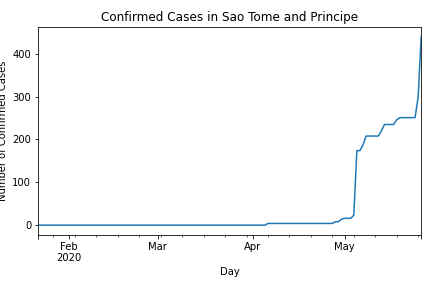 Confirmed Cases in Sao Tome and Principe
Number of Confirmed Cases
400
300
200
100
0
Feb
2020
Mar
Apr
May
Day